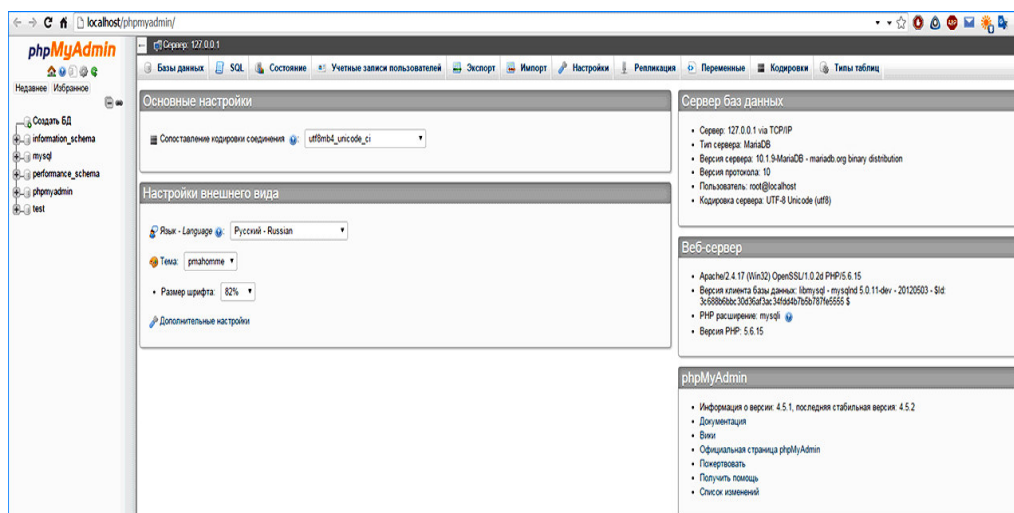 localhost/phpmyadmin/
phpMyAdmin
Недавнее Избранное
Создать БД
information_schema
mysql
performance_schema
phpmyadmin
test
Сервер: 127.0.0.1
Базы данных SQL Состояние Учетные записи пользователей Экспорт Импорт Настройки Репликация Переменные Кодировки Типы таблиц
Основные настройки
Сопоставление кодировки соединения : utf8mb4_unicode_ci
Настройки внешнего вида
Язык - Language : Русский - Russian
Тема: pmahomme
• Размер шрифта: 82%
Дополнительные настройки
Сервер баз данных
• Сервер: 127.0.0.1 via TCP/IP
• Тип сервера: MariaDB
• Версия сервера: 10.1.9-MariaDB - mariadb.org binary distribution
• Версия протокола: 10
• Пользователь: root@localhost
• Кодировка сервера: UTF-8 Unicode (utf8)
Веб-сервер
• Apache/2.4.17 (Win32) OpenSSL/1.0.2d PHP/5.6.15
• Версия клиента базы данных: libmysql - mysqlnd 5.0.11-dev - 20120503 - $Id:
3c688b6bbc30d36af3ac34fdd4b7b5b787fe5555 $
• PHP расширение: mysqli
• Версия PHP: 5.6.15
phpMyAdmin
• Информация о версии: 4.5.1, последняя стабильная версия: 4.5.2
• Документация
• Вики
• Официальная страница phpMyAdmin
• Пожертвовать
• Получить помощь
• Список изменений